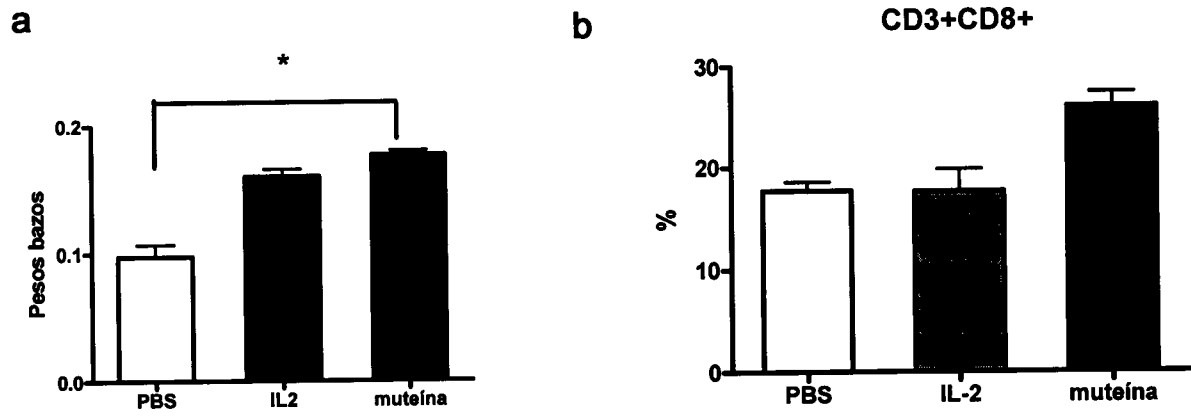 a
*
0.2
0.1
0.0
Pesos bazos
PBS IL2 muteína
b
CD3+CD8+
30
20
10
0
%
PBS IL-2 muteína